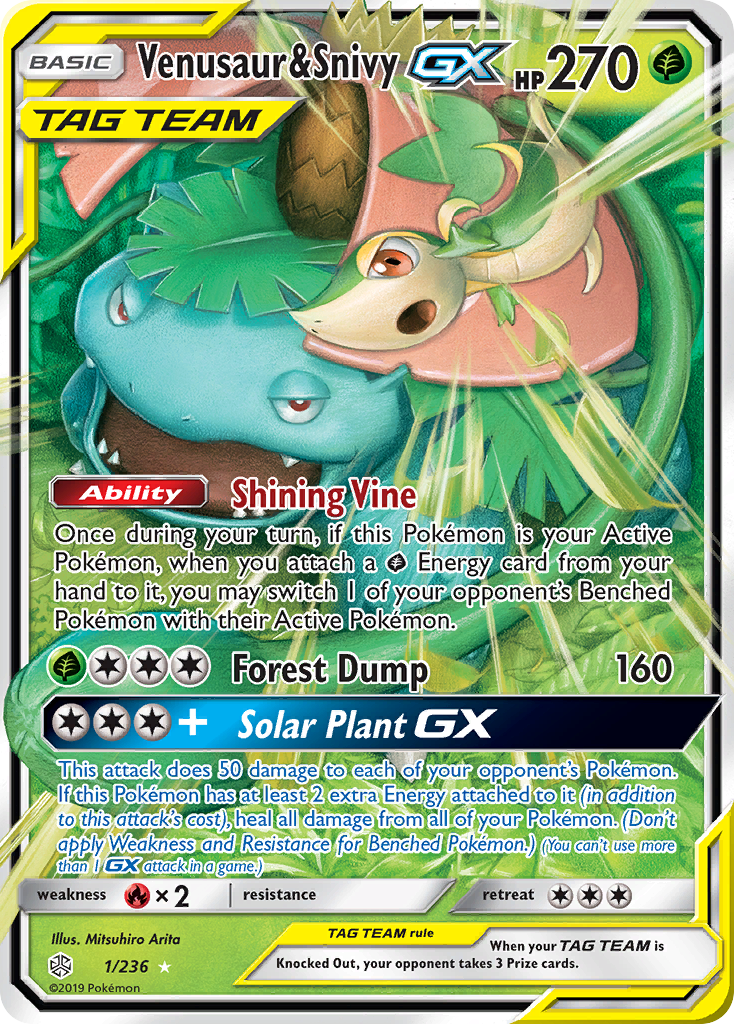 BASIC Venusaur&Snivy GX HP270
TAG TEAM
Ability Shining Vine
Once during your turn, if this Pokémon is your Active
Pokémon, when you attach a Energy card from your
hand to it, you may switch 1 of your opponent's Benched
Pokémon with their Active Pokémon.
Forest Dump 160
+ Solar Plant GX
This attack does 50 damage to each of your opponent's Pokémon.
If this Pokémon has at least 2 extra Energy attached to it (in addition
to this attack's cost), heal all damage from all of your Pokémon. (Don't
apply Weakness and Resistance for Benched Pokémon.) (You can't use more
than 1 GX attack in a game.)
weakness ×2 resistance retreat
Illus. Mitsuhiro Arita
1/236
©2019 Pokémon
TAG TEAM rule
When your TAG TEAM is
Knocked Out, your opponent takes 3 Prize cards.